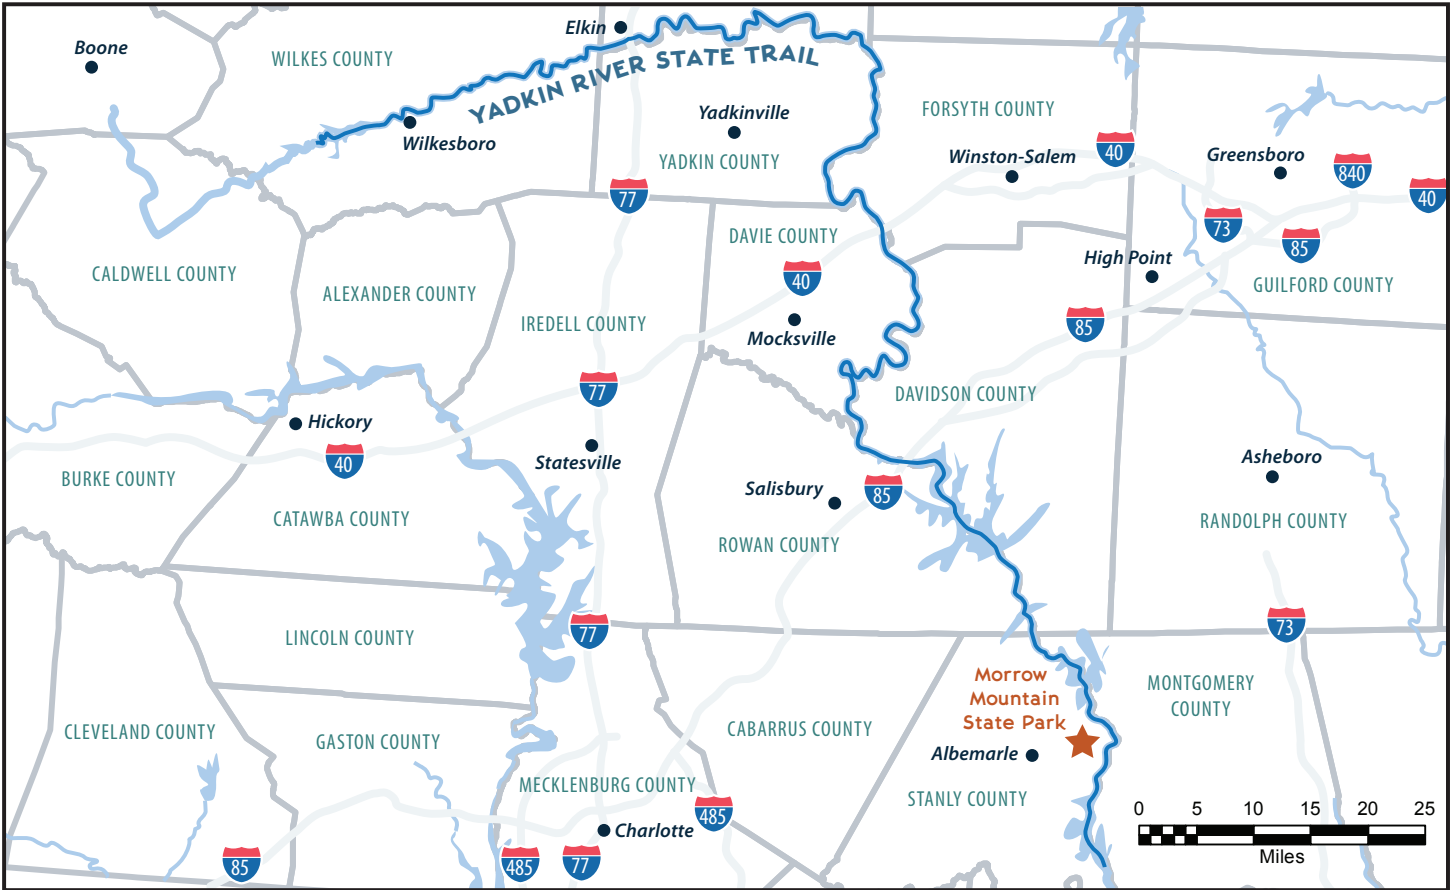 Elkin
Boone
WILKES COUNTY
YADKIN RIVER STATE TRAIL
Yadkinville
FORSYTH COUNTY
Wilkesboro
YADKIN COUNTY
Winston-Salem
40
Greensboro
840
40
77
73
85
DAVIE COUNTY
High Point
CALDWELL COUNTY
40
GUILFORD COUNTY
ALEXANDER COUNTY
IREDELL COUNTY
85
Mocksville
77
DAVIDSON COUNTY
Hickory
40
Statesville
Asheboro
BURKE COUNTY
Salisbury
85
CATAWBA COUNTY
RANDOLPH COUNTY
ROWAN COUNTY
77
73
LINCOLN COUNTY
Morrow
Mountain
State Park
MONTGOMERY
COUNTY
CLEVELAND COUNTY
GASTON COUNTY
CABARRUS COUNTY
Albemarle
MECKLENBURG COUNTY
STANLY COUNTY
485
0 5 10 15 20 25
Miles
Charlotte
85
485
77